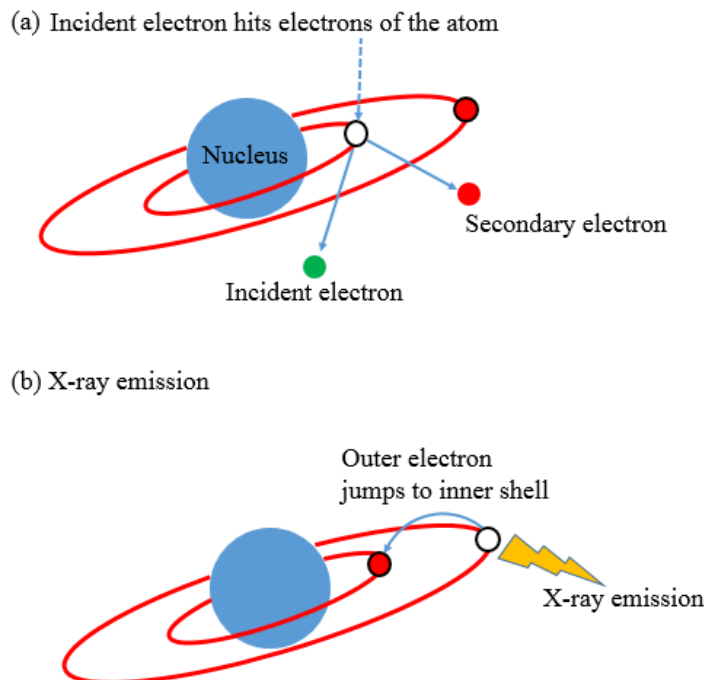 (a) Incident electron hits electrons of the atom
Nucleus
Secondary electron
Incident electron
(b) X-ray emission
Outer electron
jumps to inner shell
X-ray emission